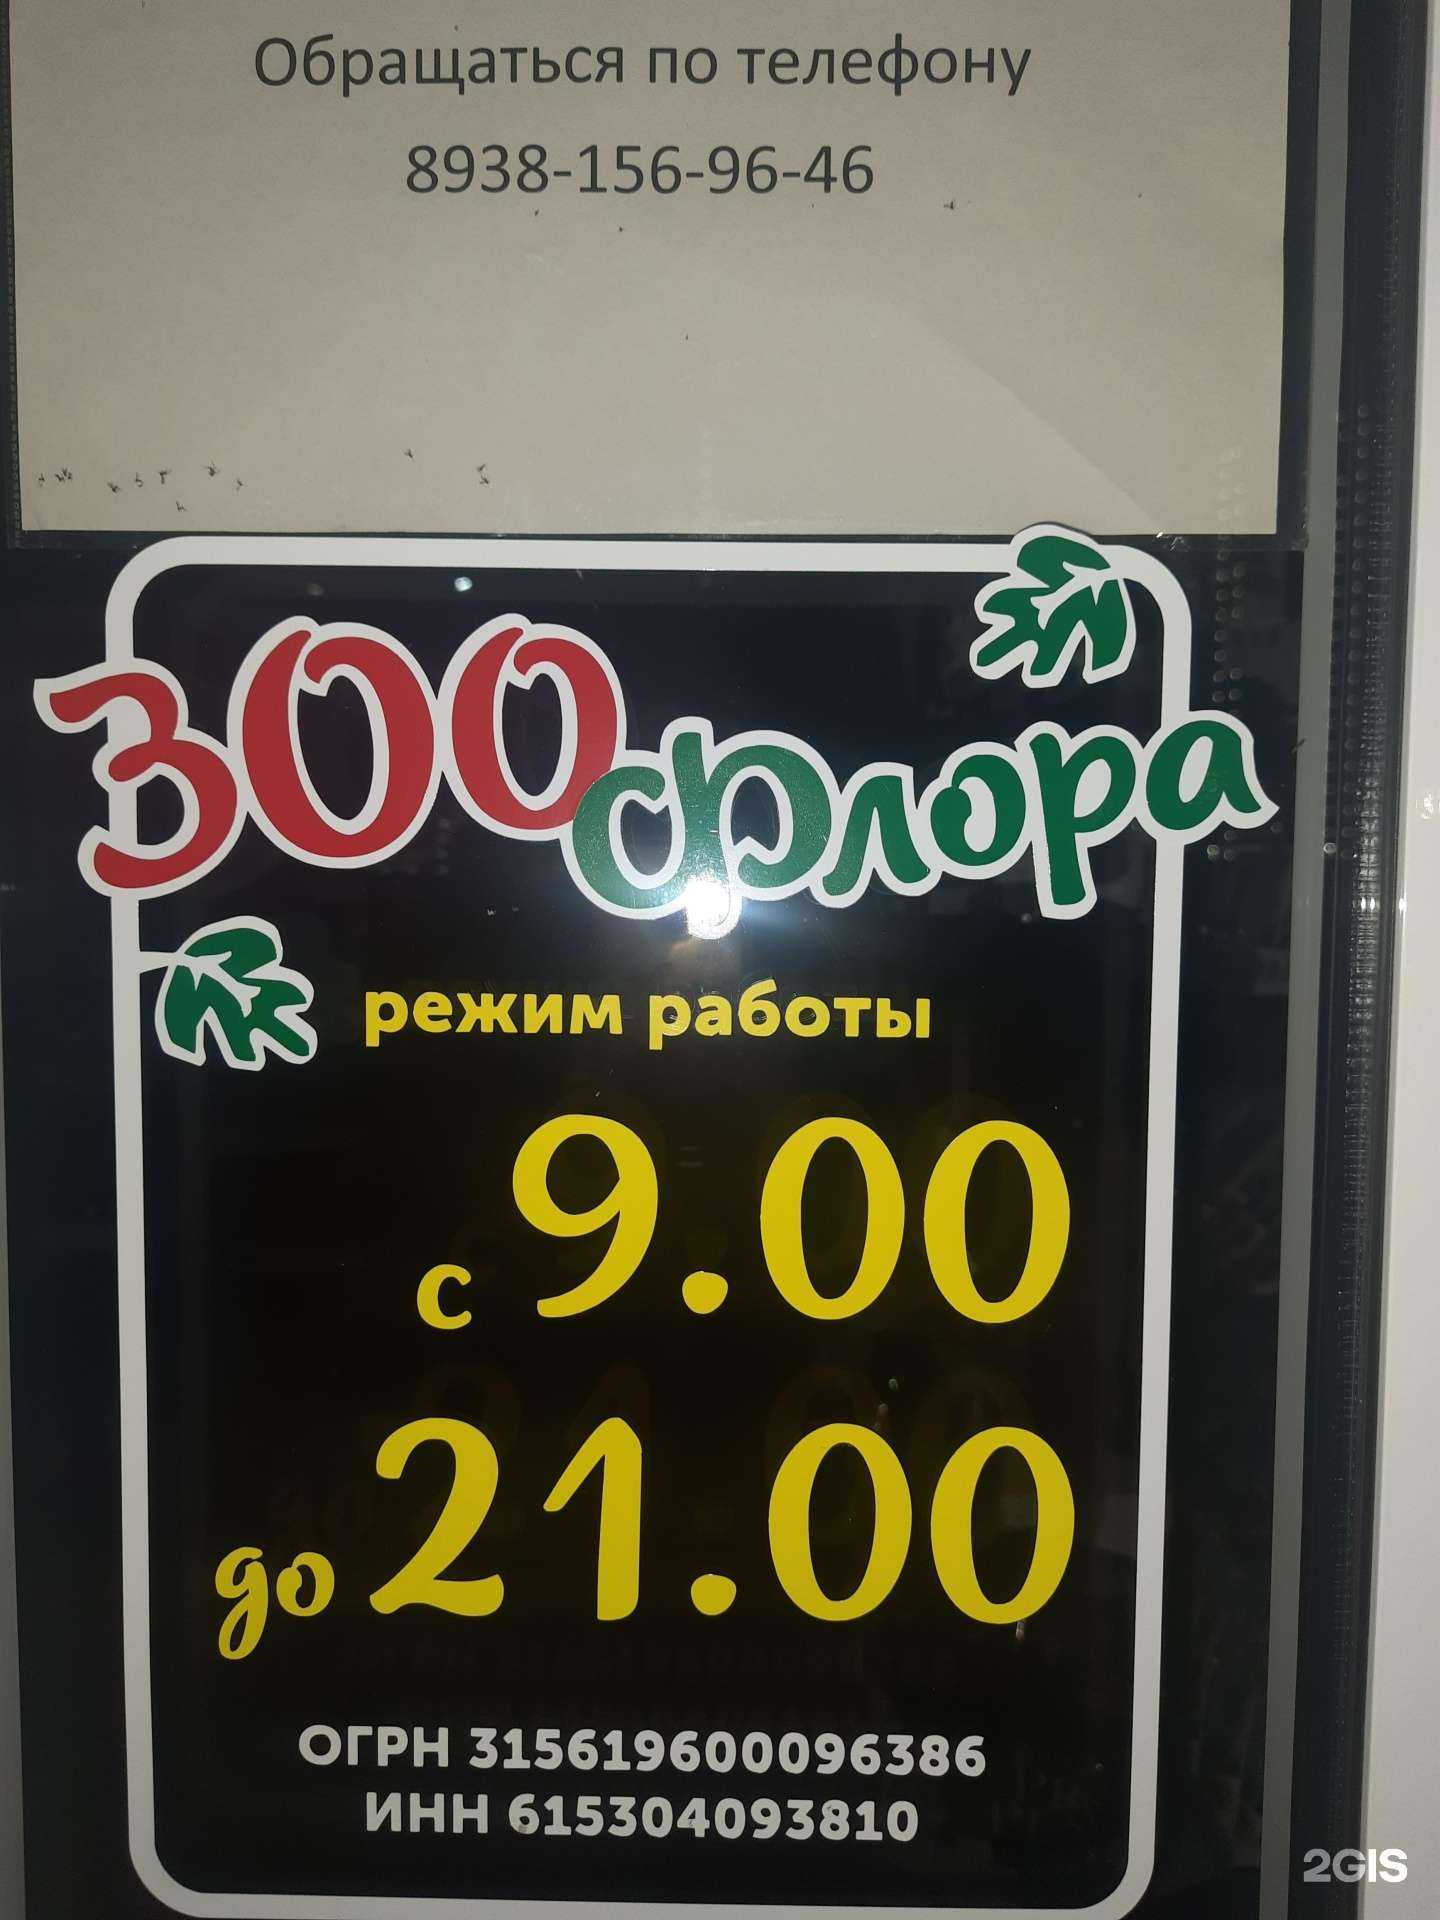 Обращаться по телефону
8938-156-96-46
зоофлора
режим работы
с 9.00
до 21.00
ОГРН 315619600096386
ИНН 615304093810
2GIS